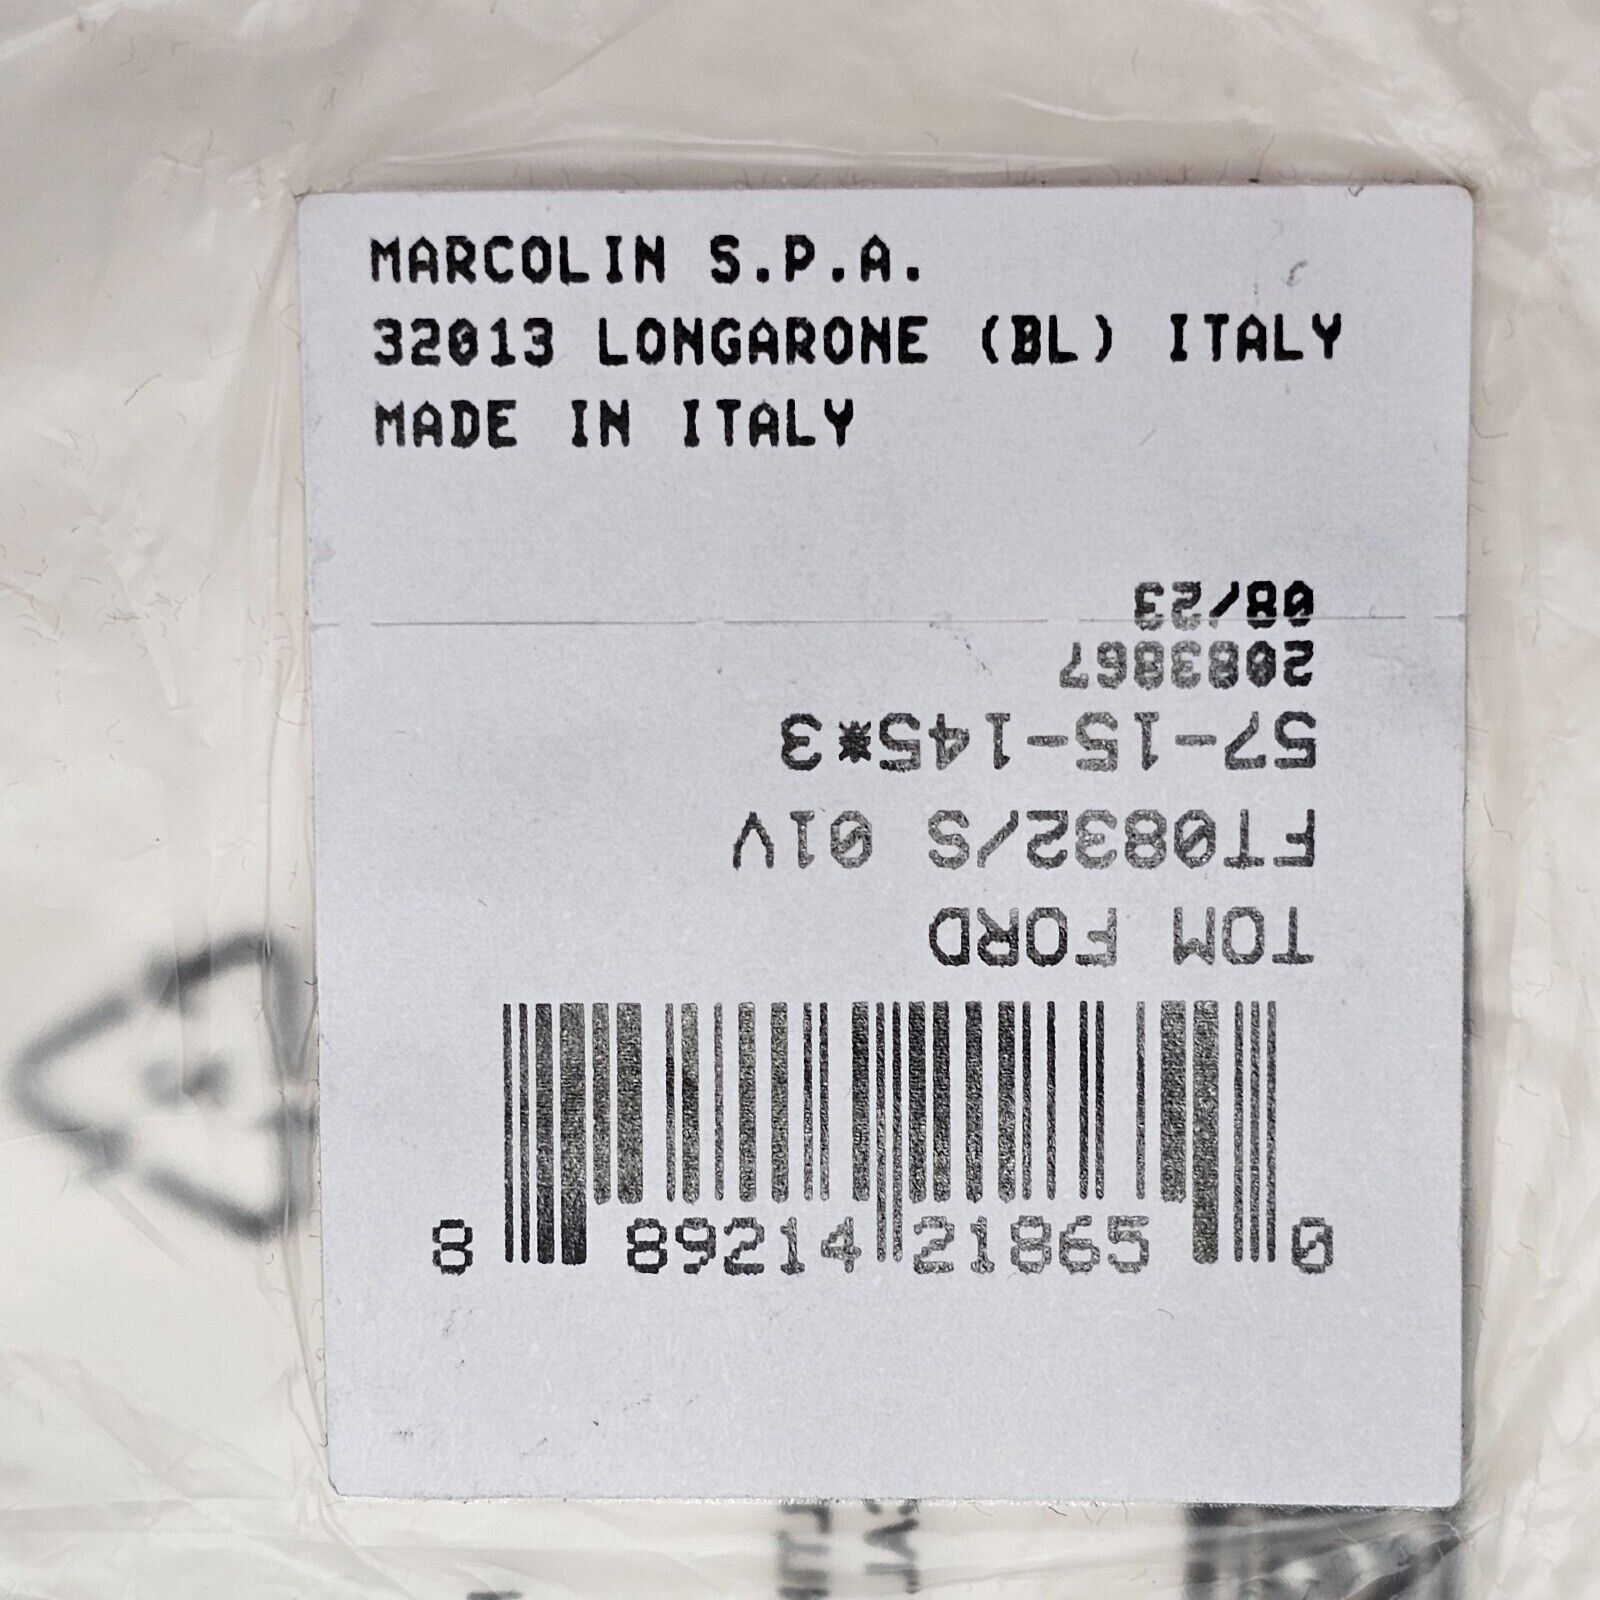 MARCOLIN S.P.A.
32013 LONGARONE (BL) ITALY
MADE IN ITALY
TOM FORD
FT0832/S 01V
57-15-145*3
2083867
08/23
8 89214 21865 0